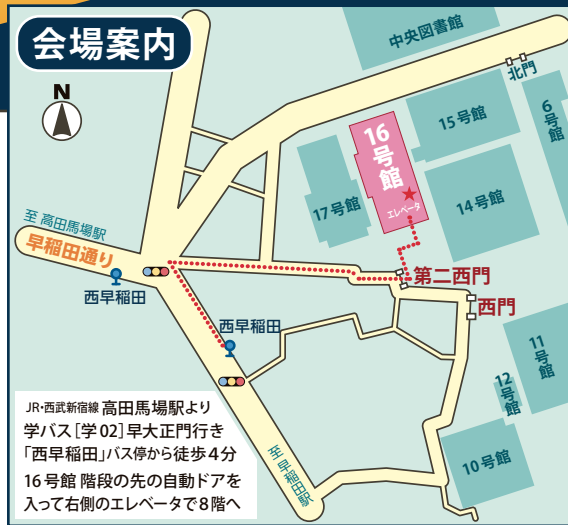 会場案内
N
中央図書館
北門
15号館
6号館
16号館
エレベータ
17号館
14号館
至 高田馬場駅
早稲田通り
西早稲田
第二西門
西門
西早稲田
11号館
12号館
10号館
至 早稲田駅
JR・西武新宿線 高田馬場駅より
学バス［学02］早大正門行き
「西早稲田」バス停から徒歩4分
16号館 階段の先の自動ドアを
入って右側のエレベータで8階へ